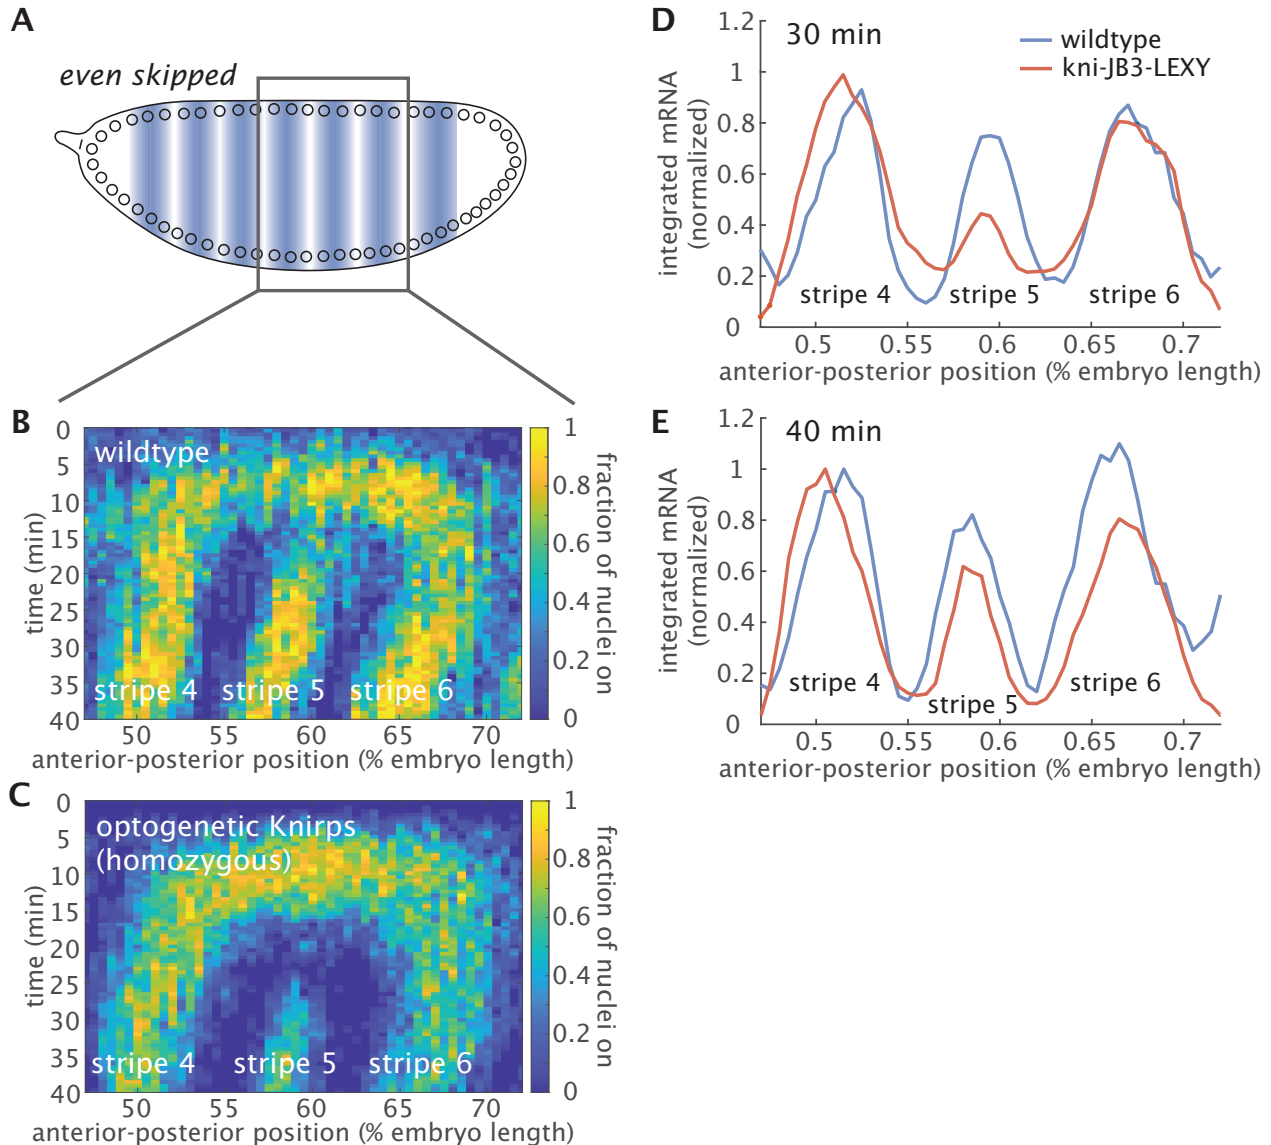 A
even skipped
B
wildtype
0
5
10
15
20
25
30
35
40
time (min)
stripe 4 stripe 5 stripe 6
50 55 60 65 70
anterior-posterior position (% embryo length)
1
0.8
0.6
0.4
0.2
0
fraction of nuclei on
C
optogenetic Knirps
(homozygous)
0
5
10
15
20
25
30
35
40
time (min)
stripe 4 stripe 5 stripe 6
50 55 60 65 70
anterior-posterior position (% embryo length)
1
0.8
0.6
0.4
0.2
0
fraction of nuclei on
D
30 min
wildtype
kni-JB3-LEXY
1.2
1
0.8
0.6
0.4
0.2
0
integrated mRNA
(normalized)
stripe 4 stripe 5 stripe 6
0.5 0.55 0.6 0.65 0.7
anterior-posterior position (% embryo length)
E
40 min
1.2
1
0.8
0.6
0.4
0.2
0
integrated mRNA
(normalized)
stripe 4 stripe 5 stripe 6
0.5 0.55 0.6 0.65 0.7
anterior-posterior position (% embryo length)